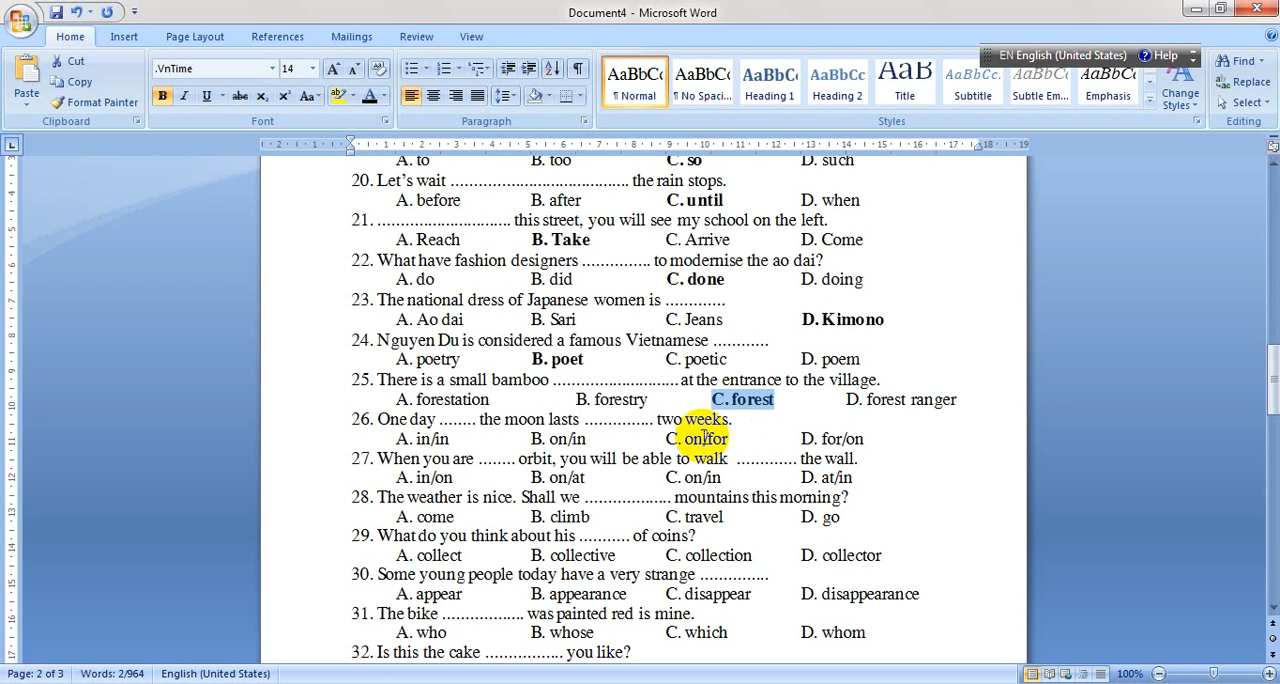 Document4 - Microsoft Word
Home Insert Page Layout References Mailings Review View
EN English (United States) Help
Paste
Cut
Copy
Format Painter
Clipboard
.VnTime 14
B I U abc X₂ X² Aa
Font
Paragraph
AaBbCc AaBbCc AaBbCc AaBbCc AaB AaBbCc AaBbCc AaBbCc
¶ Normal ¶ No Spaci... Heading 1 Heading 2 Title Subtitle Subtle Em... Emphasis
Change Styles
Styles
Find
Replace
Select
Editing
A. to B. too C. so D. such
20. Let's wait ........................................ the rain stops.
A. before B. after C. until D. when
21. ............................. this street, you will see my school on the left.
A. Reach B. Take C. Arrive D. Come
22. What have fashion designers ............... to modernise the ao dai?
A. do B. did C. done D. doing
23. The national dress of Japanese women is .............
A. Ao dai B. Sari C. Jeans D. Kimono
24. Nguyen Du is considered a famous Vietnamese ............
A. poetry B. poet C. poetic D. poem
25. There is a small bamboo ............................ at the entrance to the village.
A. forestation B. forestry C. forest D. forest ranger
26. One day ........ the moon lasts ............... two weeks.
A. in/in B. on/in C. on/for D. for/on
27. When you are ........ orbit, you will be able to walk ............. the wall.
A. in/on B. on/at C. on/in D. at/in
28. The weather is nice. Shall we ................... mountains this morning?
A. come B. climb C. travel D. go
29. What do you think about his ........... of coins?
A. collect B. collective C. collection D. collector
30. Some young people today have a very strange ...............
A. appear B. appearance C. disappear D. disappearance
31. The bike .................. was painted red is mine.
A. who B. whose C. which D. whom
32. Is this the cake ................. you like?
Page: 2 of 3 Words: 2/964 English (United States) 100%